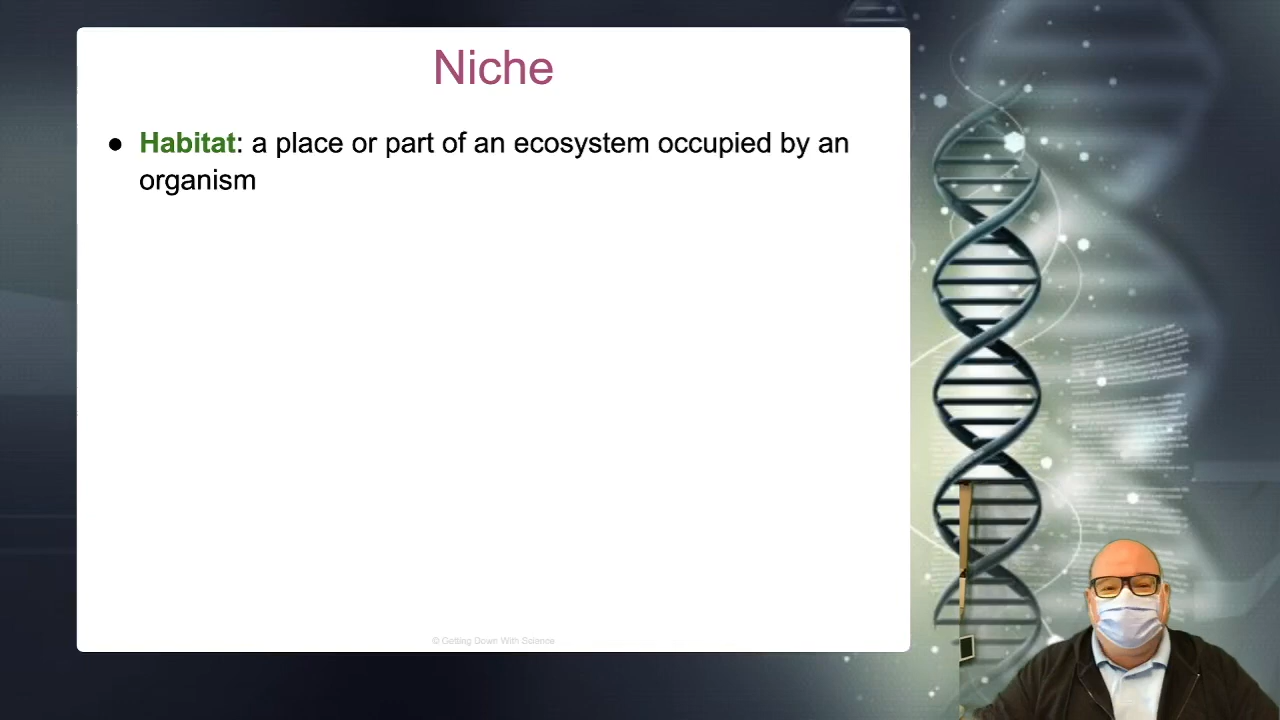 Niche
● Habitat: a place or part of an ecosystem occupied by an
organism
© Getting Down With Science